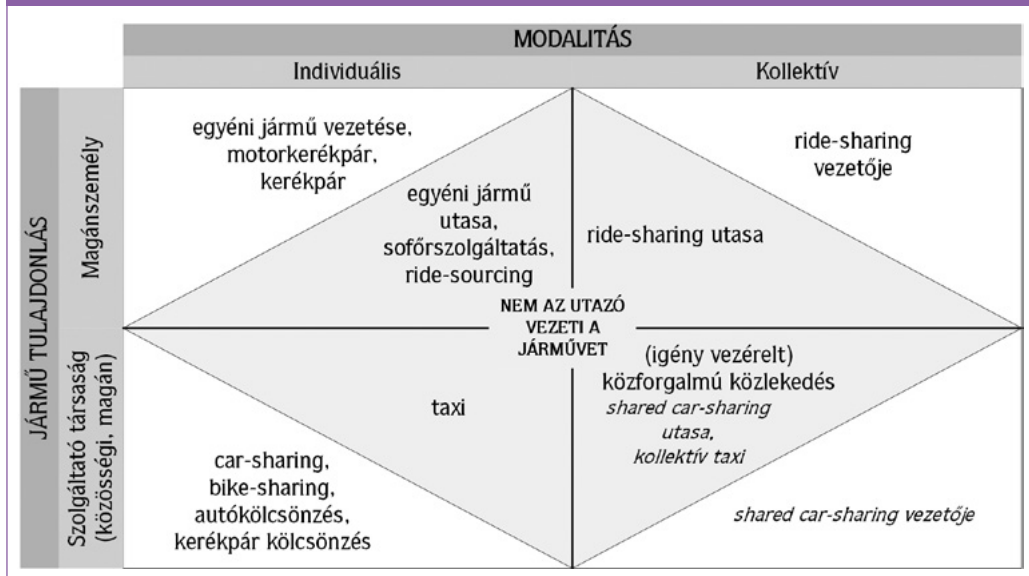 MODALITÁS
Individuális
Kollektív
JÁRMŰ TULAJDONLÁS
Magánszemély
egyéni jármű vezetése,
motorkerékpár,
kerékpár
egyéni jármű
utasa,
sofőrszolgáltatás,
ride-sourcing
ride-sharing utasa
ride-sharing
vezetője
NEM AZ UTAZÓ
VEZETI A
JÁRMŰVET
Szolgáltató társaság
(közösségi, magán)
taxi
car-sharing,
bike-sharing,
autókölcsönzés,
kerékpár kölcsönzés
(igény vezérelt)
közforgalmú közlekedés
shared car-sharing
utasa,
kollektív taxi
shared car-sharing vezetője